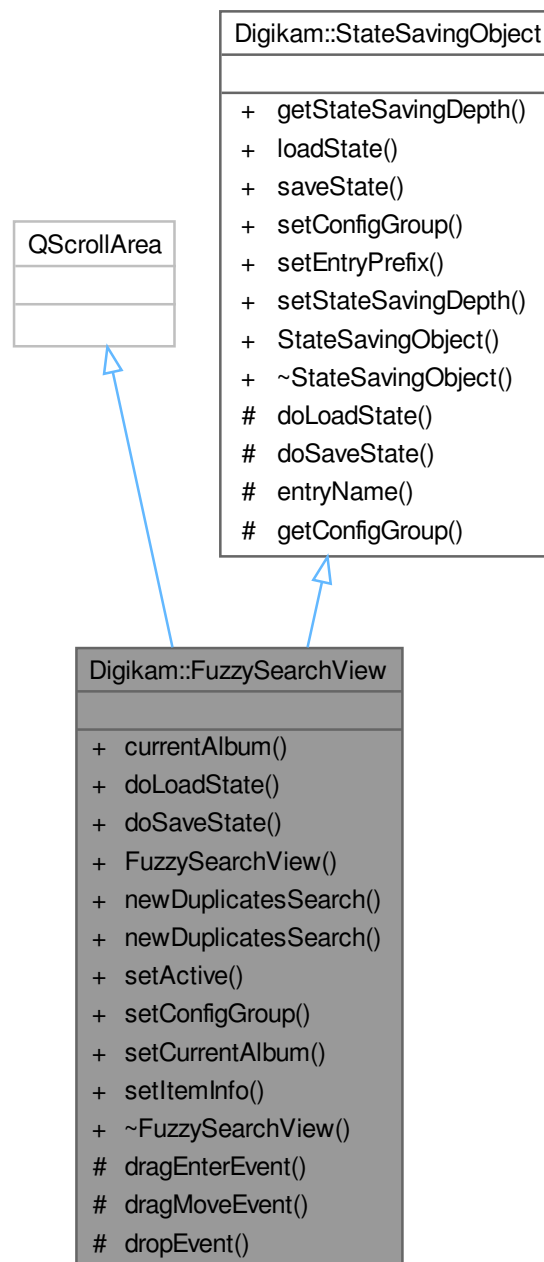 Digikam::StateSavingObject
+ getStateSavingDepth()
+ loadState()
+ saveState()
+ setConfigGroup()
+ setEntryPrefix()
+ setStateSavingDepth()
+ StateSavingObject()
+ ~StateSavingObject()
# doLoadState()
# doSaveState()
# entryName()
# getConfigGroup()
QScrollArea
Digikam::FuzzySearchView
+ currentAlbum()
+ doLoadState()
+ doSaveState()
+ FuzzySearchView()
+ newDuplicatesSearch()
+ newDuplicatesSearch()
+ setActive()
+ setConfigGroup()
+ setCurrentAlbum()
+ setItemInfo()
+ ~FuzzySearchView()
# dragEnterEvent()
# dragMoveEvent()
# dropEvent()